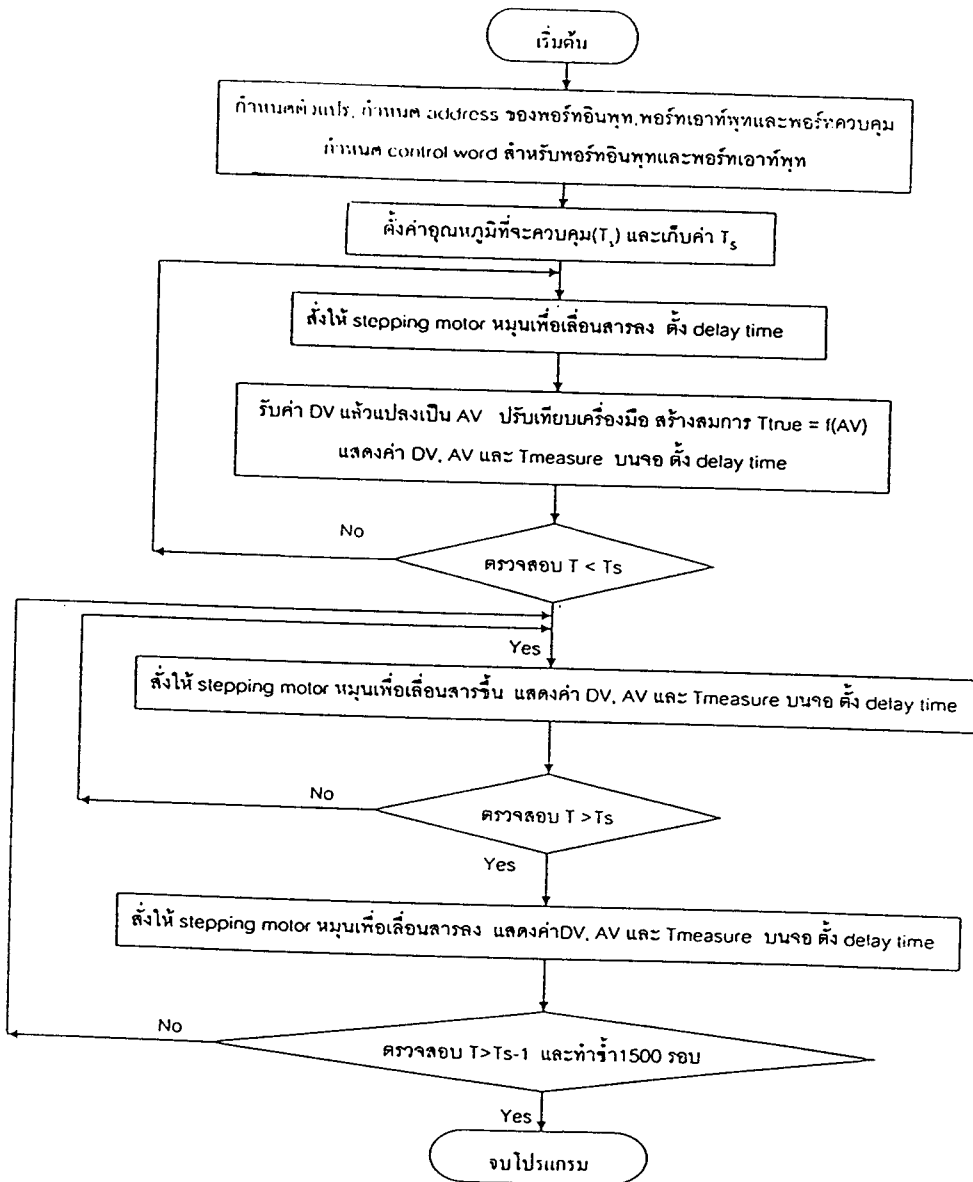 เริ่มต้น
กำหนดตัวแปร, กำหนด address ของพอร์ทอินพุท,พอร์ทเอาท์พุทและพอร์ทควบคุม
กำหนด control word สำหรับพอร์ทอินพุทและพอร์ทเอาท์พุท
ตั้งค่าอุณหภูมิที่จะควบคุม(Ts) และเก็บค่า Ts
สั่งให้ stepping motor หมุนเพื่อเลื่อนสารลง ตั้ง delay time
รับค่า DV แล้วแปลงเป็น AV ปรับเทียบเครื่องมือ สร้างสมการ Ttrue = f(AV)
แสดงค่า DV, AV และ Tmeasure บนจอ ตั้ง delay time
No
ตรวจสอบ T < Ts
Yes
สั่งให้ stepping motor หมุนเพื่อเลื่อนสารขึ้น แสดงค่า DV, AV และ Tmeasure บนจอ ตั้ง delay time
No
ตรวจสอบ T >Ts
Yes
สั่งให้ stepping motor หมุนเพื่อเลื่อนสารลง แสดงค่าDV, AV และ Tmeasure บนจอ ตั้ง delay time
No
ตรวจสอบ T>Ts-1 และทำซ้ำ1500 รอบ
Yes
จบโปรแกรม